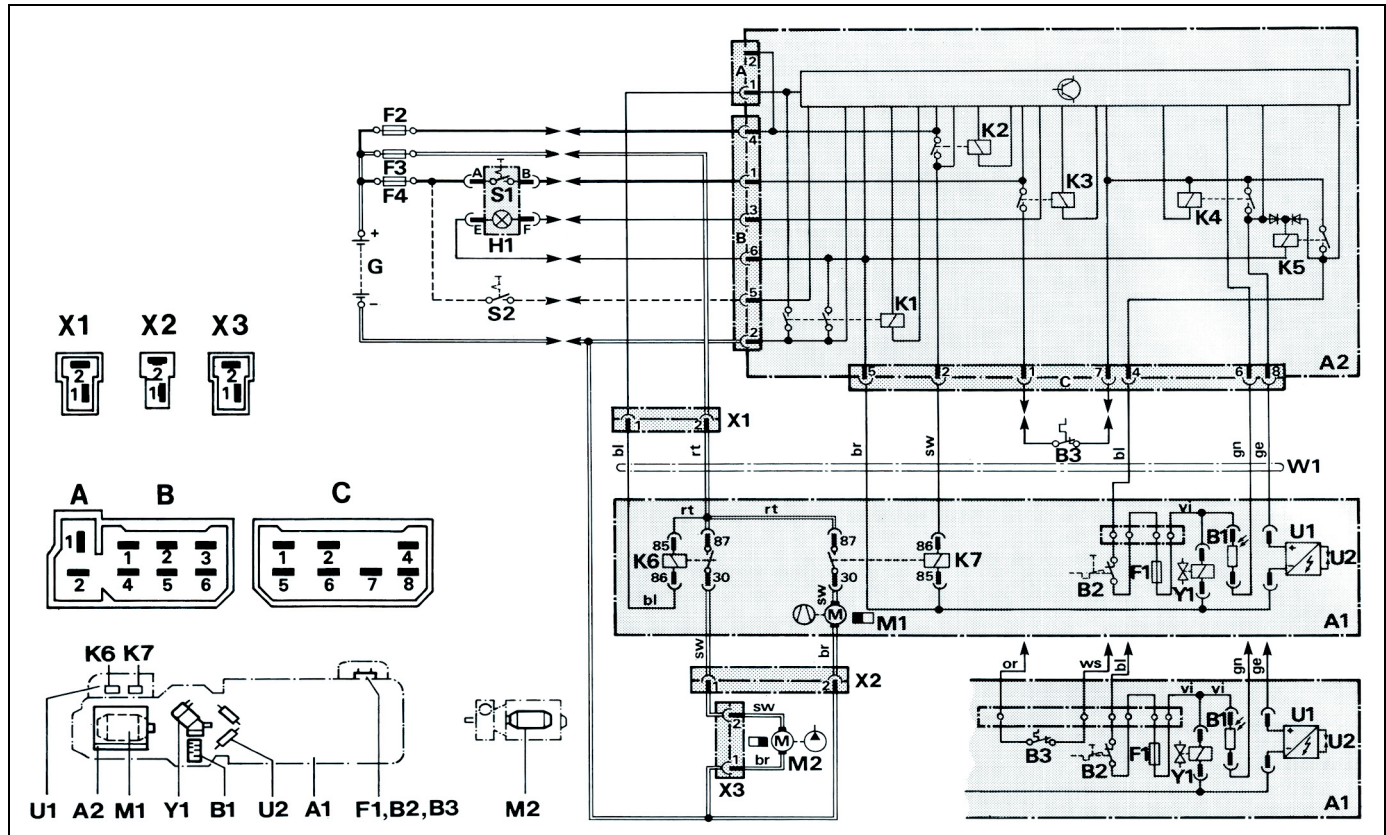 A2
2
A
1
F2
4
K2
F3
F4
A
B
S1
1
K3
K4
E
F
H1
3
B
+
G
–
6
K5
S2
5
K1
2
X1 X2 X3
2 2 2
1 1 1
5 2 1 C 7 4 6 8
A2
1 2 X1
bl rt br sw B3 bl gn ge
W1
A B C
1
2
1 2 3
4 5 6
1 2 4
5 6 7 8
rt rt vi
85 87 87 86
K6 K7
86 30 30 85
bl sw
M M1
B2 F1 Y1 B1 + – U1 U2
A1
sw br
or ws bl gn ge
1 2 X2
K6 K7
sw
2
M M2
1
br
X3
vi vi
B3 B2 F1 Y1 B1 + – U1 U2
A1
U1 A2 M1 Y1 B1 U2 A1 F1,B2,B3 M2